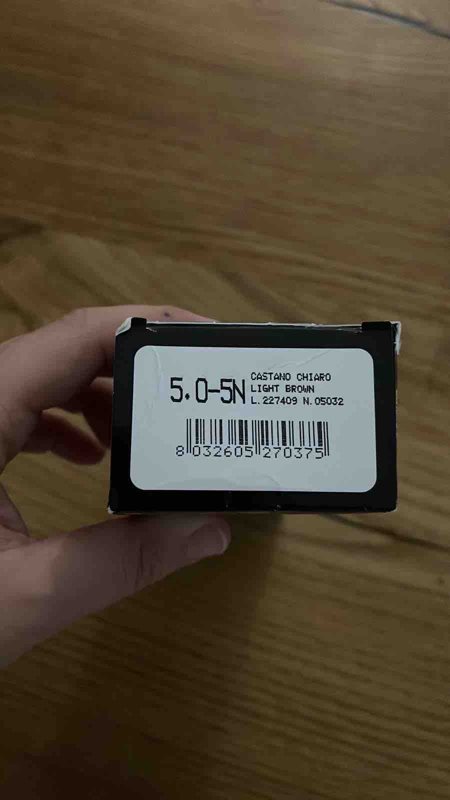 5.0-5N
CASTANO CHIARO
LIGHT BROWN
L.227409 N.05032
8 032605 270375